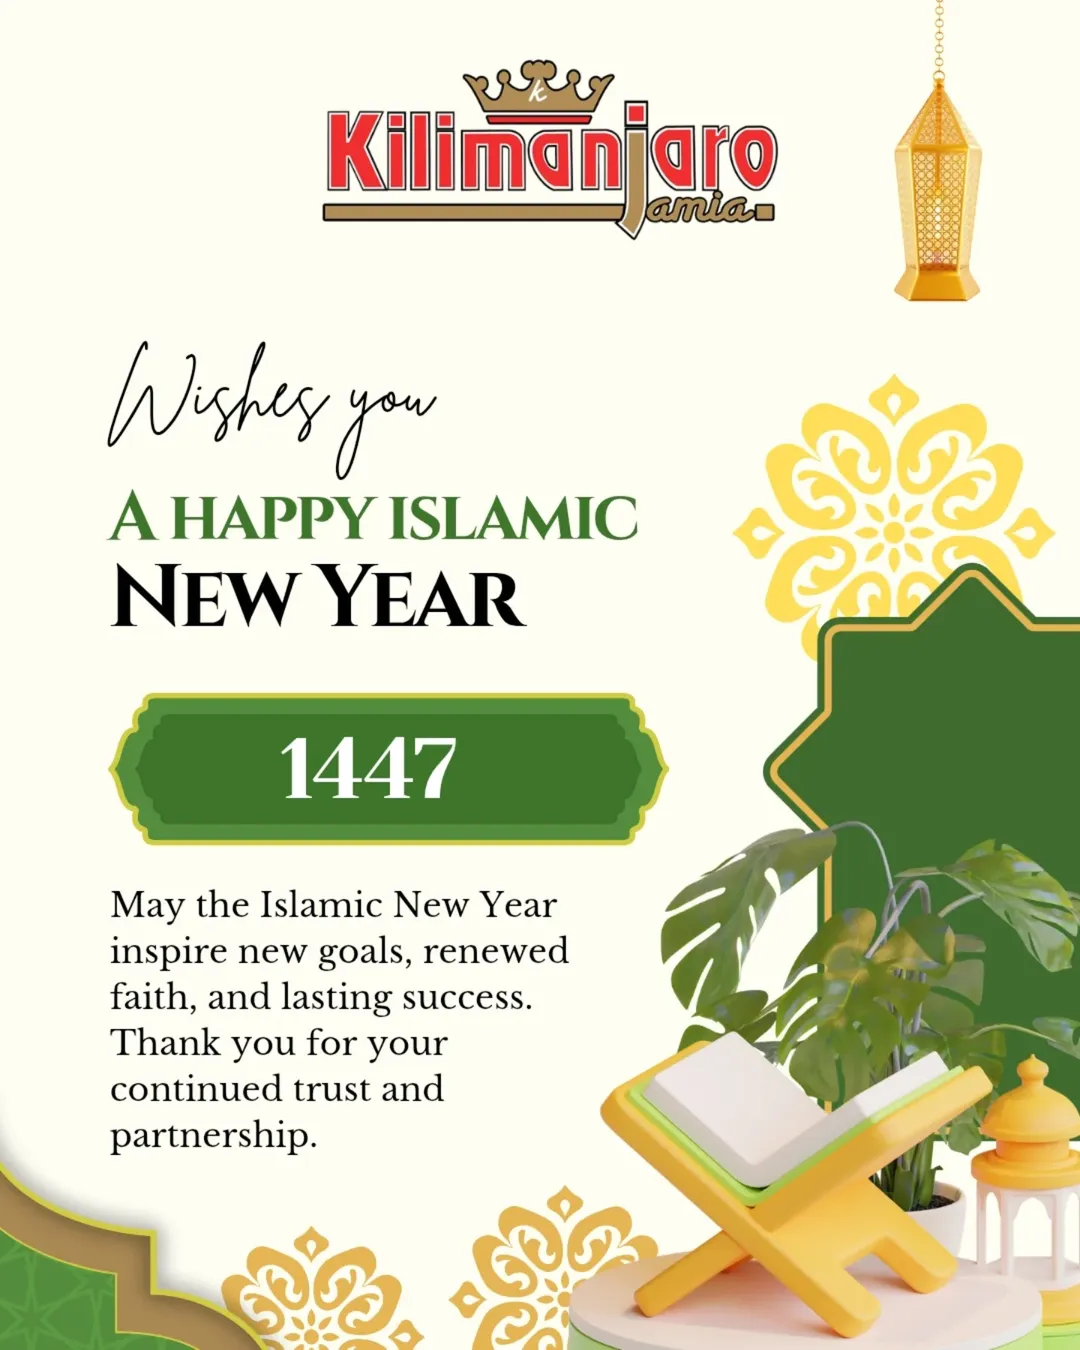 k
Kilimanjaro
Jamia
Wishes you
A HAPPY ISLAMIC
NEW YEAR
1447
May the Islamic New Year
inspire new goals, renewed
faith, and lasting success.
Thank you for your
continued trust and
partnership.